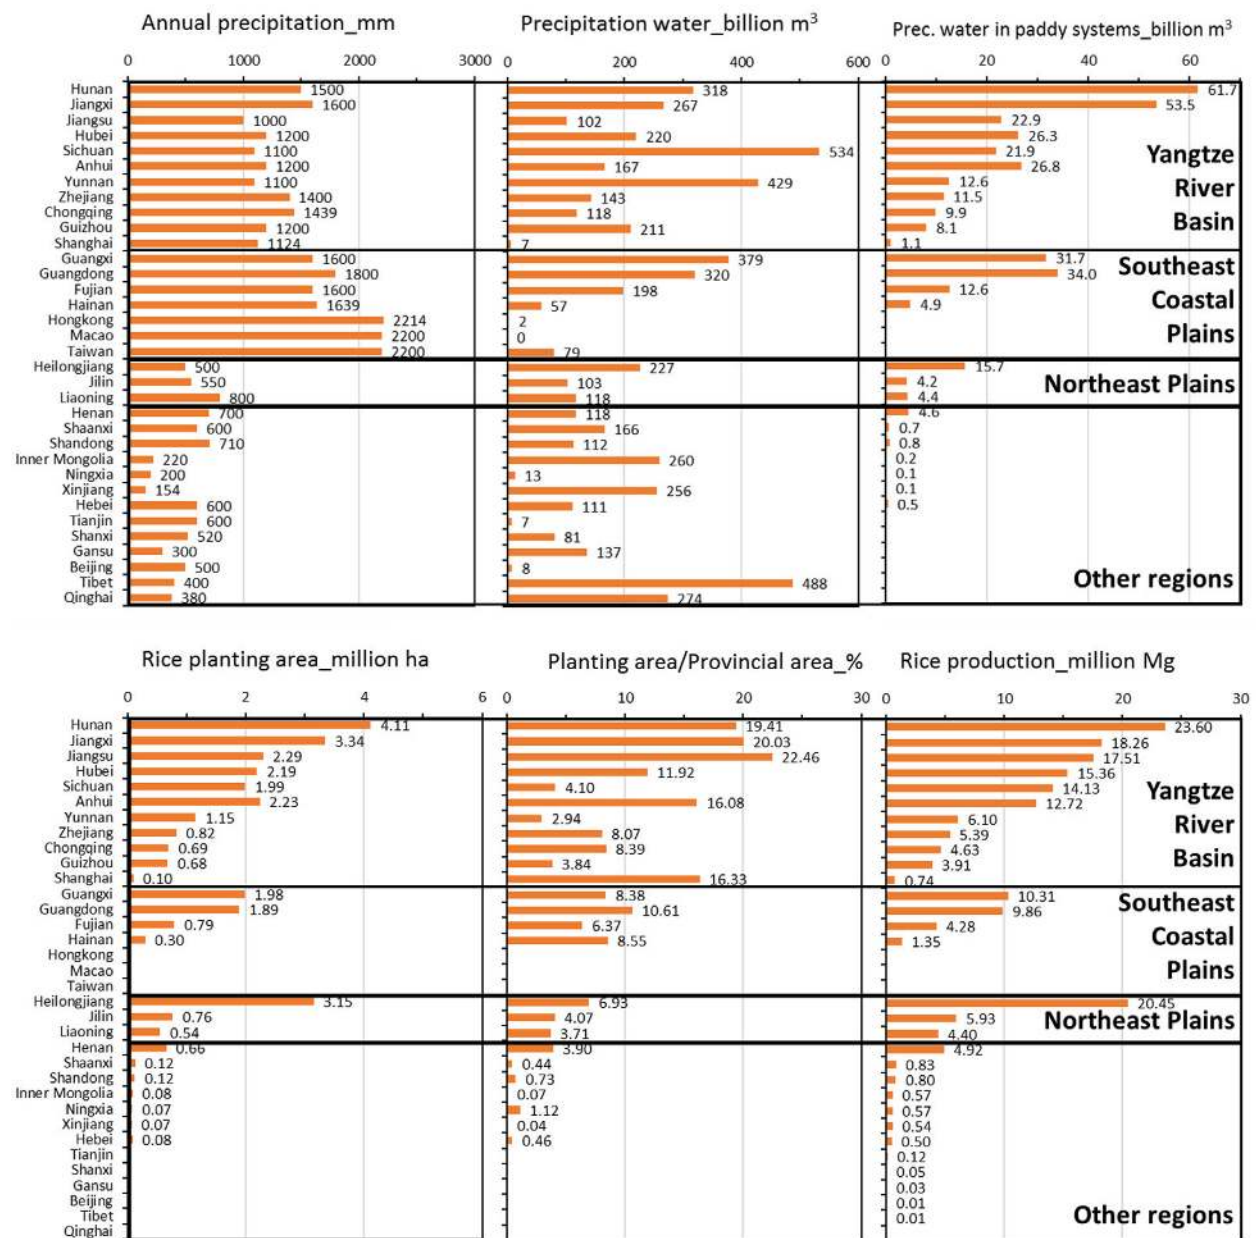 Annual precipitation_mm
Precipitation water_billion m³
Prec. water in paddy systems_billion m³
0 1000 2000 3000 0 200 400 600 0 20 40 60
Hunan 1500 318 61.7
Jiangxi 1600 267 53.5
Jiangsu 1000 102 22.9
Hubei 1200 220 26.3
Sichuan 1100 534 21.9 Yangtze
Anhui 1200 167 26.8
Yunnan 1100 429 12.6 River
Zhejiang 1400 143 11.5
Chongqing 1439 118 9.9
Guizhou 1200 211 8.1 Basin
Shanghai 1124 7 1.1
Guangxi 1600 379 31.7 Southeast
Guangdong 1800 320 34.0
Fujian 1600 198 12.6 Coastal
Hainan 1639 57 4.9
Hongkong 2214 2 Plains
Macao 2200 0
Taiwan 2200 79
Heilongjiang 500 227 15.7
Jilin 550 103 4.2 Northeast Plains
Liaoning 800 118 4.4
Henan 700 118 4.6
Shaanxi 600 166 0.7
Shandong 710 112 0.8
Inner Mongolia 220 260 0.2
Ningxia 200 13 0.1
Xinjiang 154 256 0.1
Hebei 600 111 0.5
Tianjin 600 7
Shanxi 520 81
Gansu 300 137
Beijing 500 8
Tibet 400 488 Other regions
Qinghai 380 274
Rice planting area_million ha
Planting area/Provincial area_%
Rice production_million Mg
0 2 4 6 0 10 20 30 0 10 20 30
Hunan 4.11 19.41 23.60
Jiangxi 3.34 20.03 18.26
Jiangsu 2.29 22.46 17.51
Hubei 2.19 11.92 15.36
Sichuan 1.99 4.10 14.13 Yangtze
Anhui 2.23 16.08 12.72
Yunnan 1.15 2.94 6.10 River
Zhejiang 0.82 8.07 5.39
Chongqing 0.69 8.39 4.63
Guizhou 0.68 3.84 3.91 Basin
Shanghai 0.10 16.33 0.74
Guangxi 1.98 8.38 10.31 Southeast
Guangdong 1.89 10.61 9.86
Fujian 0.79 6.37 4.28 Coastal
Hainan 0.30 8.55 1.35
Hongkong
Macao Plains
Taiwan
Heilongjiang 3.15 6.93 20.45
Jilin 0.76 4.07 5.93 Northeast Plains
Liaoning 0.54 3.71 4.40
Henan 0.66 3.90 4.92
Shaanxi 0.12 0.44 0.83
Shandong 0.12 0.73 0.80
Inner Mongolia 0.08 0.07 0.57
Ningxia 0.07 1.12 0.57
Xinjiang 0.07 0.04 0.54
Hebei 0.08 0.46 0.50
Tianjin 0.12
Shanxi 0.05
Gansu 0.03
Beijing 0.01
Tibet 0.01 Other regions
Qinghai